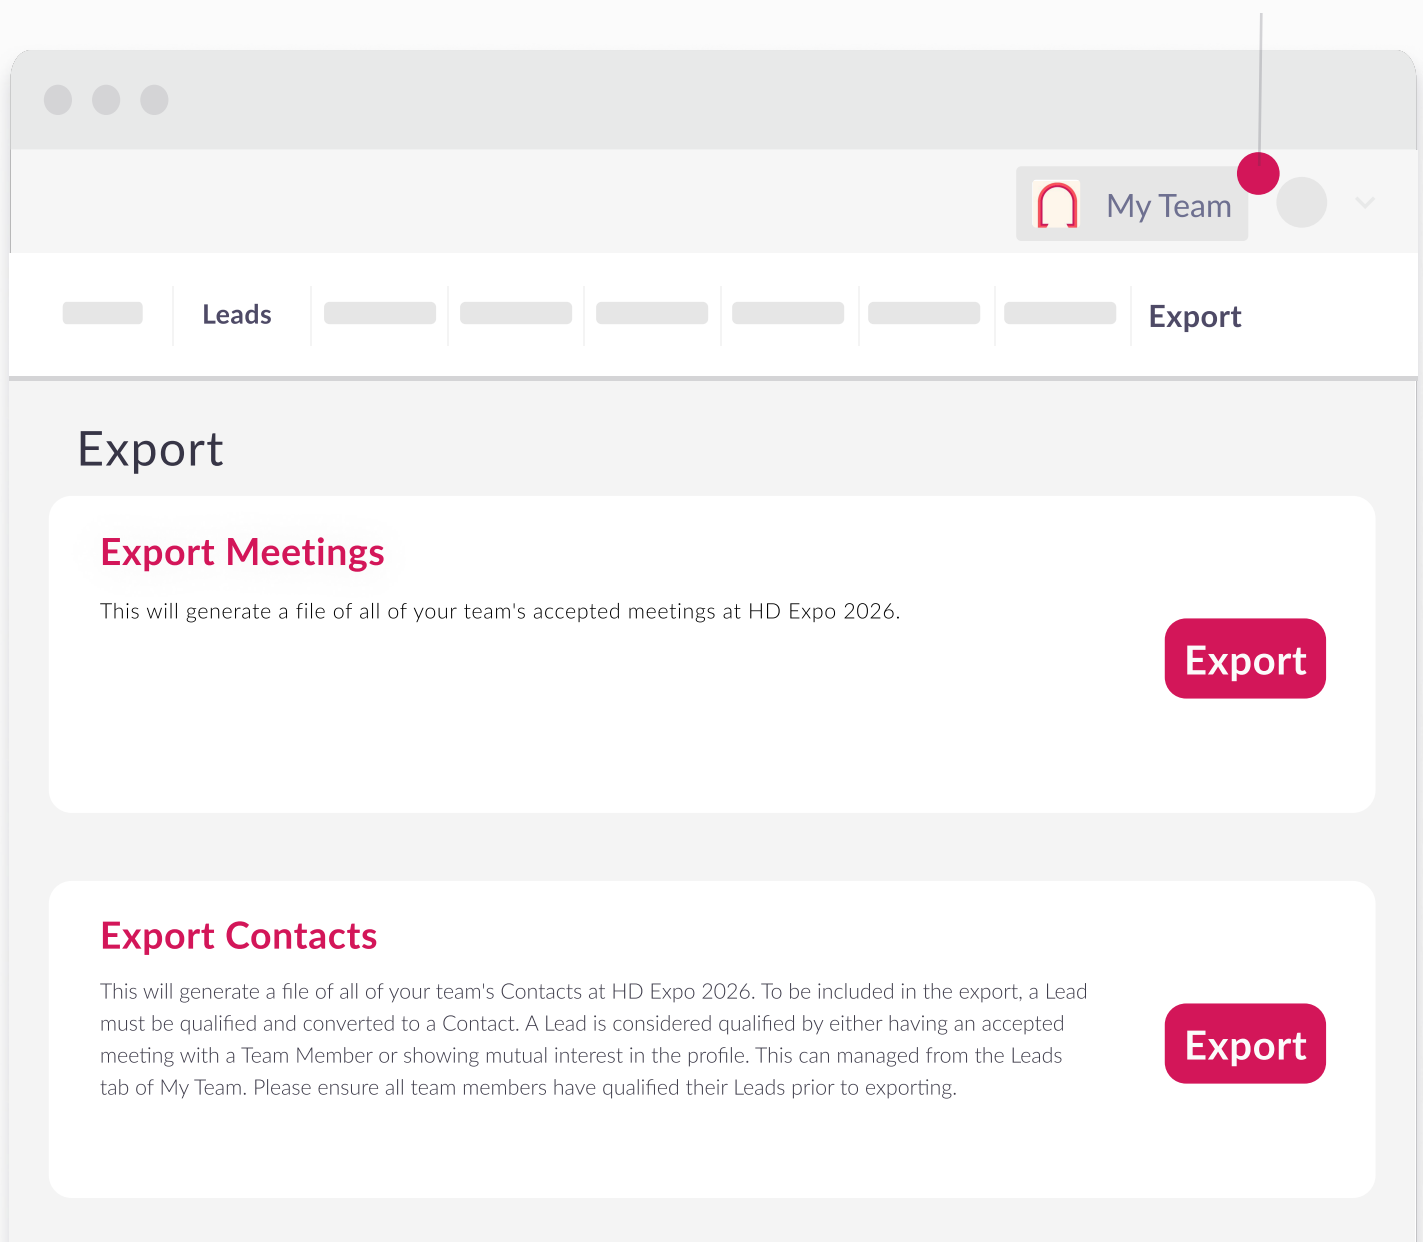 My Team
Leads
Export
Export
Export Meetings
This will generate a file of all of your team's accepted meetings at HD Expo 2026.
Export
Export Contacts
This will generate a file of all of your team's Contacts at HD Expo 2026. To be included in the export, a Lead
must be qualified and converted to a Contact. A Lead is considered qualified by either having an accepted
meeting with a Team Member or showing mutual interest in the profile. This can managed from the Leads
tab of My Team. Please ensure all team members have qualified their Leads prior to exporting.
Export